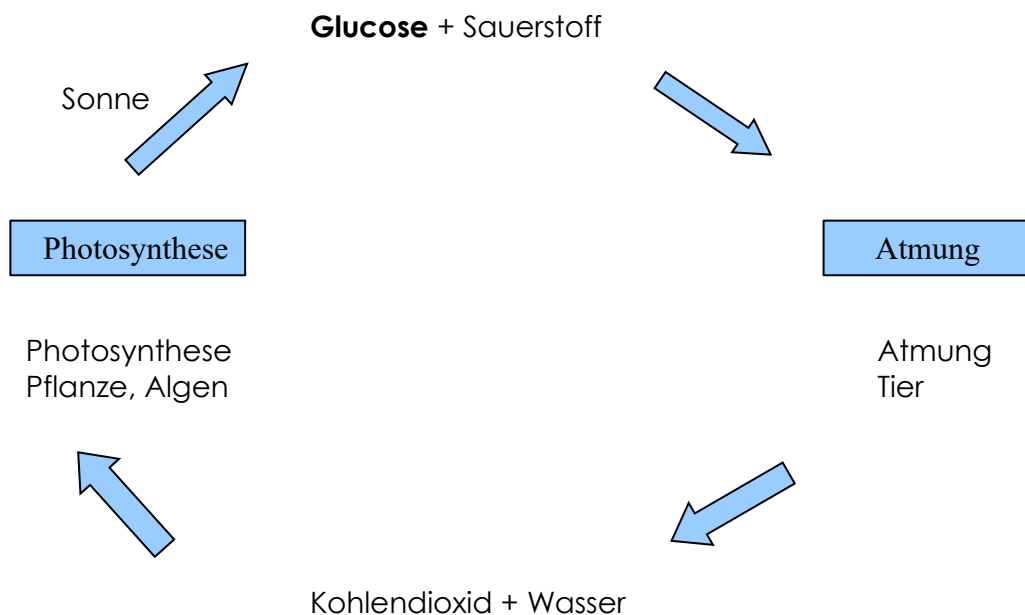 Glucose + Sauerstoff
Sonne
Photosynthese
Atmung
Photosynthese
Pflanze, Algen
Atmung
Tier
Kohlendioxid + Wasser